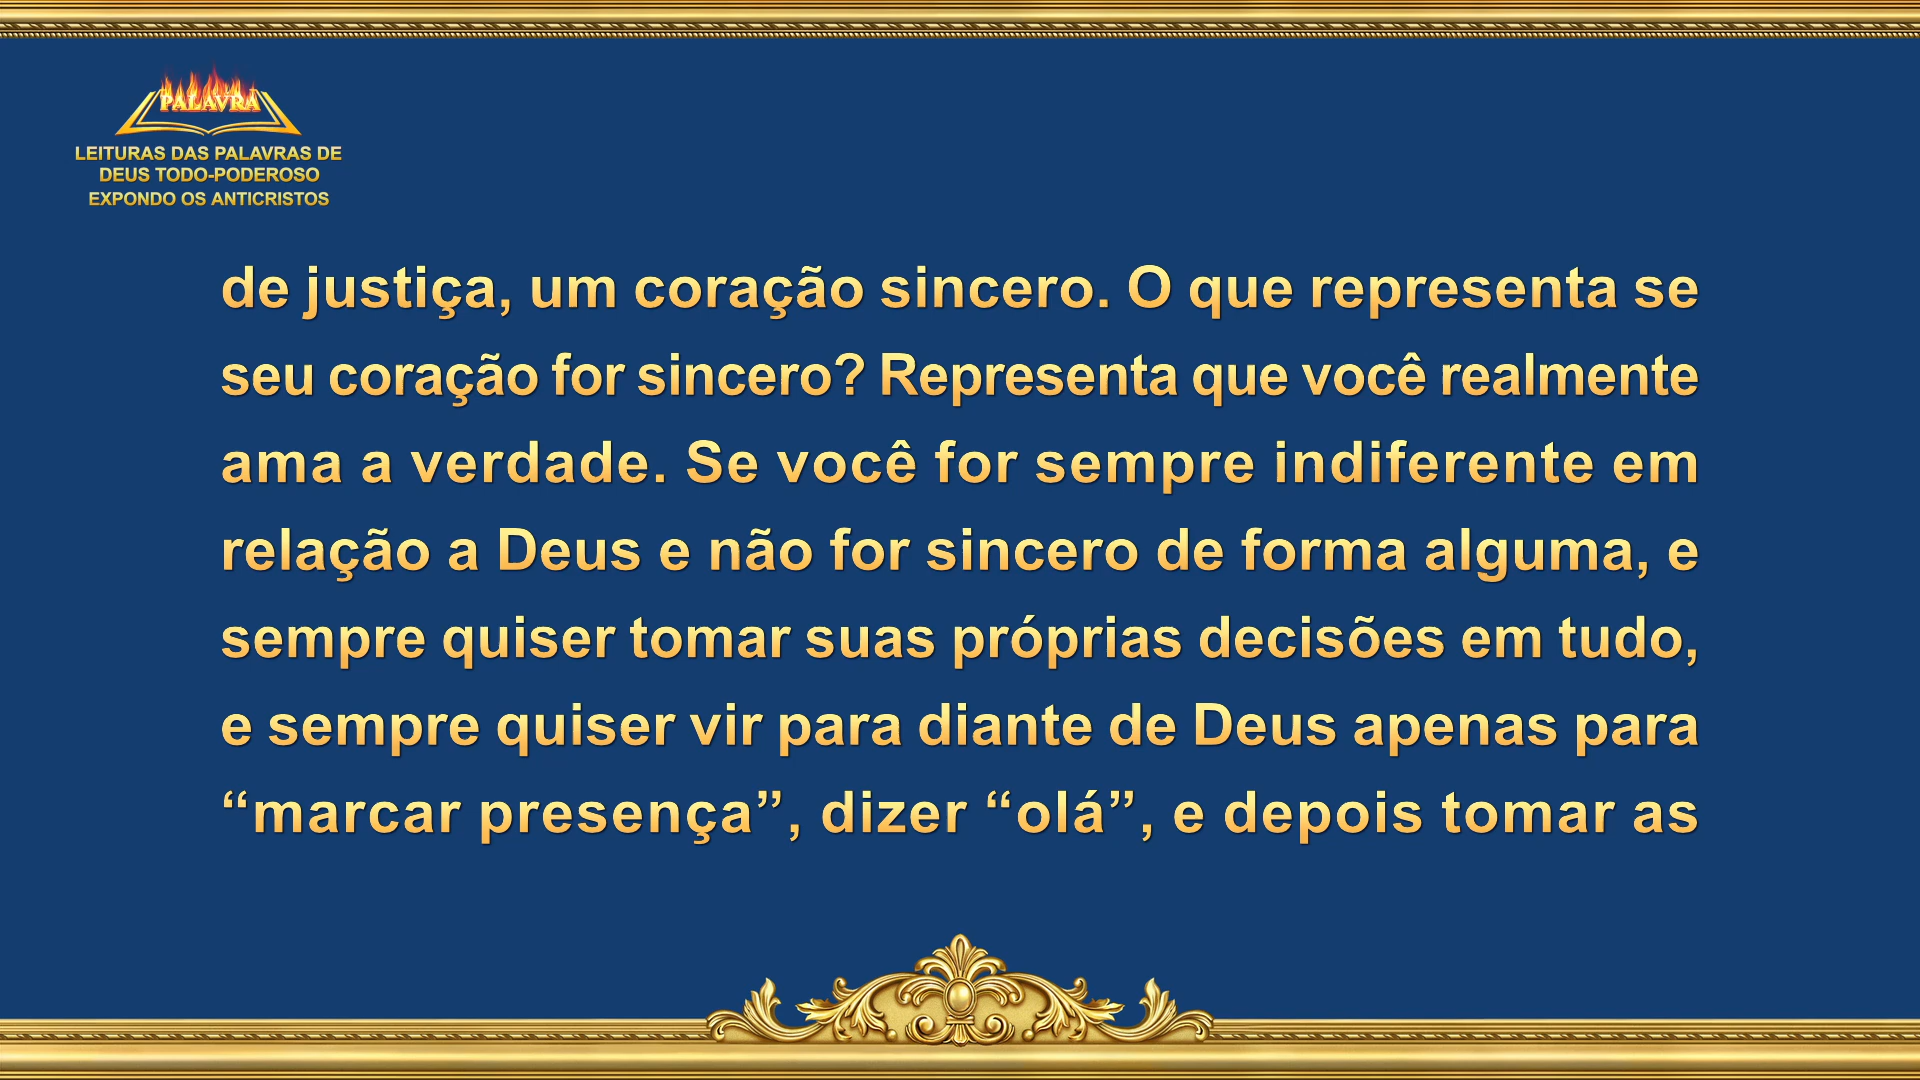 PALAVRA
LEITURAS DAS PALAVRAS DE
DEUS TODO-PODEROSO
EXPONDO OS ANTICRISTOS
de justiça, um coração sincero. O que representa se
seu coração for sincero? Representa que você realmente
ama a verdade. Se você for sempre indiferente em
relação a Deus e não for sincero de forma alguma, e
sempre quiser tomar suas próprias decisões em tudo,
e sempre quiser vir para diante de Deus apenas para
“marcar presença”, dizer “olá”, e depois tomar as